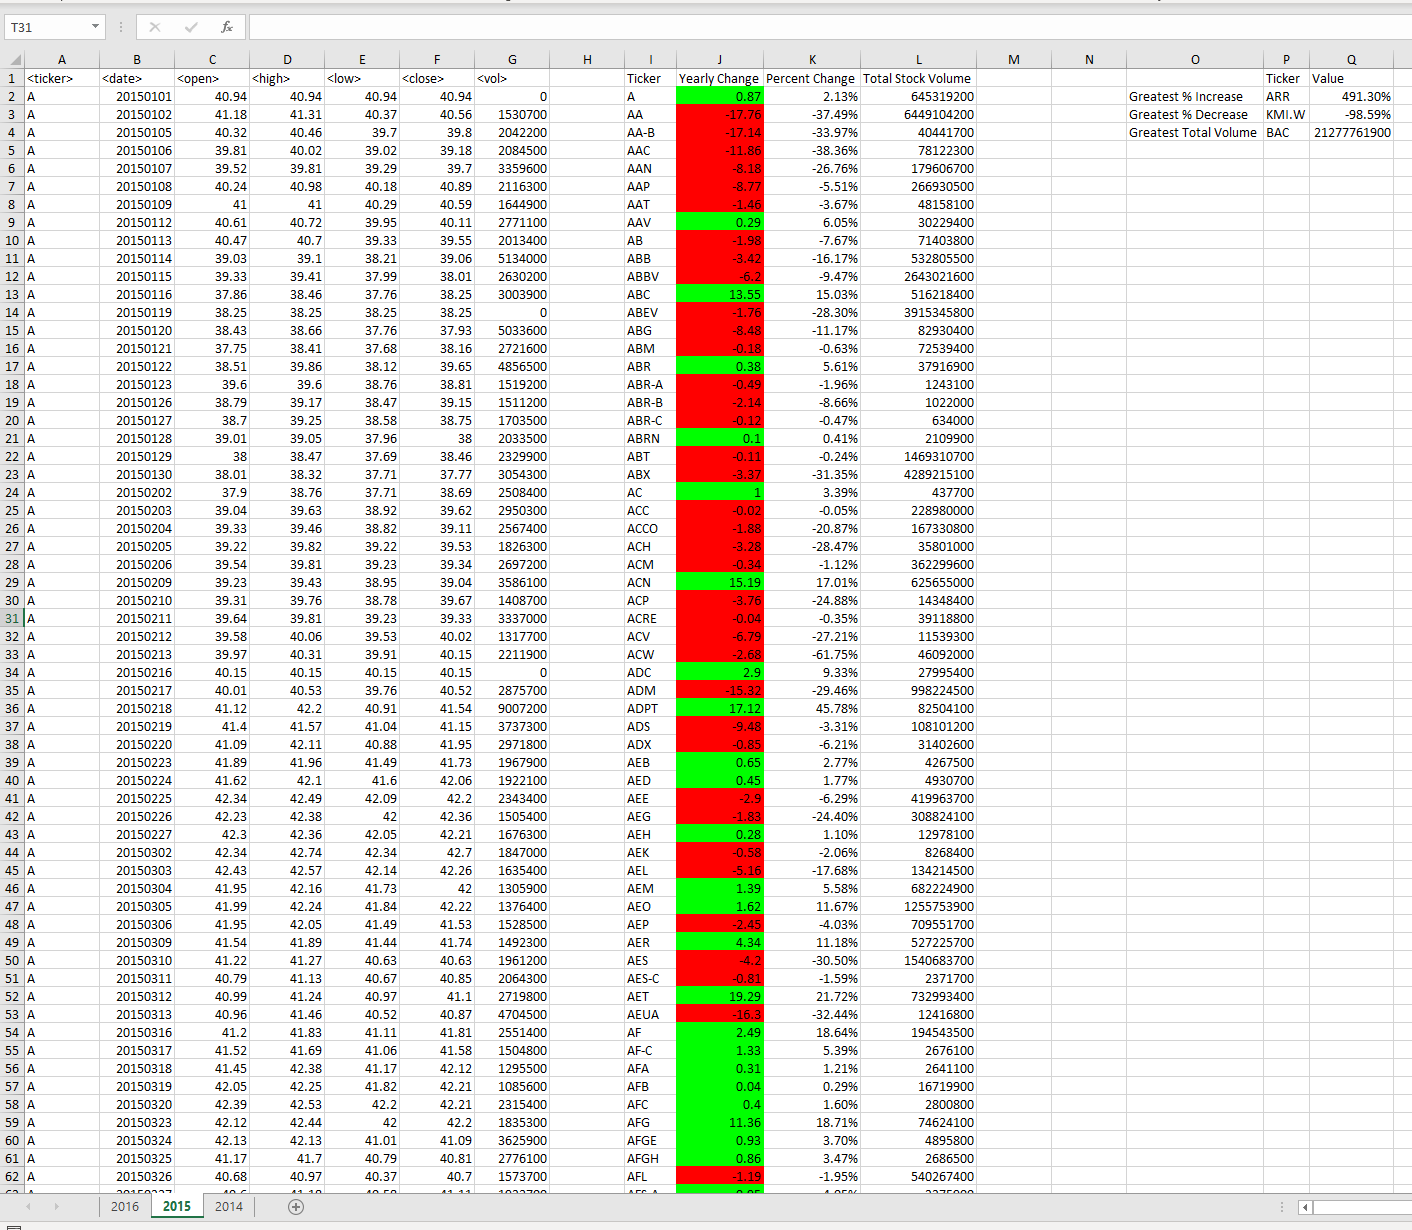 T31 fx
A B C D E F G H I J K L M N O P Q
1 <ticker> <date> <open> <high> <low> <close> <vol> Ticker Yearly Change Percent Change Total Stock Volume Ticker Value
2 A 20150101 40.94 40.94 40.94 40.94 0 A 0.87 2.13% 645319200 Greatest % Increase ARR 491.30%
3 A 20150102 41.18 41.31 40.37 40.56 1530700 AA -17.76 -37.49% 6449104200 Greatest % Decrease KMI.W -98.59%
4 A 20150105 40.32 40.46 39.7 39.8 2042200 AA-B -17.14 -33.97% 40441700 Greatest Total Volume BAC 21277761900
5 A 20150106 39.81 40.02 39.02 39.18 2084500 AAC -11.86 -38.36% 78122300
6 A 20150107 39.52 39.81 39.29 39.7 3359600 AAN -8.18 -26.76% 179606700
7 A 20150108 40.24 40.98 40.18 40.89 2116300 AAP -8.77 -5.51% 266930500
8 A 20150109 41 41 40.29 40.59 1644900 AAT -1.46 -3.67% 48158100
9 A 20150112 40.61 40.72 39.95 40.11 2771100 AAV 0.29 6.05% 30229400
10 A 20150113 40.47 40.7 39.33 39.55 2013400 AB -1.98 -7.67% 71403800
11 A 20150114 39.03 39.1 38.21 39.06 5134000 ABB -3.42 -16.17% 532805500
12 A 20150115 39.33 39.41 37.99 38.01 2630200 ABBV -6.2 -9.47% 2643021600
13 A 20150116 37.86 38.46 37.76 38.25 3003900 ABC 13.55 15.03% 516218400
14 A 20150119 38.25 38.25 38.25 38.25 0 ABEV -1.76 -28.30% 3915345800
15 A 20150120 38.43 38.66 37.76 37.93 5033600 ABG -8.48 -11.17% 82930400
16 A 20150121 37.75 38.41 37.68 38.16 2721600 ABM -0.18 -0.63% 72539400
17 A 20150122 38.51 39.86 38.12 39.65 4856500 ABR 0.38 5.61% 37916900
18 A 20150123 39.6 39.6 38.76 38.81 1519200 ABR-A -0.49 -1.96% 1243100
19 A 20150126 38.79 39.17 38.47 39.15 1511200 ABR-B -2.14 -8.66% 1022000
20 A 20150127 38.7 39.25 38.58 38.75 1703500 ABR-C -0.12 -0.47% 634000
21 A 20150128 39.01 39.05 37.96 38 2033500 ABRN 0.1 0.41% 2109900
22 A 20150129 38 38.47 37.69 38.46 2329900 ABT -0.11 -0.24% 1469310700
23 A 20150130 38.01 38.32 37.71 37.77 3054300 ABX -3.37 -31.35% 4289215100
24 A 20150202 37.9 38.76 37.71 38.69 2508400 AC 1 3.39% 437700
25 A 20150203 39.04 39.63 38.92 39.62 2950300 ACC -0.02 -0.05% 228980000
26 A 20150204 39.33 39.46 38.82 39.11 2567400 ACCO -1.88 -20.87% 167330800
27 A 20150205 39.22 39.82 39.22 39.53 1826300 ACH -3.28 -28.47% 35801000
28 A 20150206 39.54 39.81 39.23 39.34 2697200 ACM -0.34 -1.12% 362299600
29 A 20150209 39.23 39.43 38.95 39.04 3586100 ACN 15.19 17.01% 625655000
30 A 20150210 39.31 39.76 38.78 39.67 1408700 ACP -3.76 -24.88% 14348400
31 A 20150211 39.64 39.81 39.23 39.33 3337000 ACRE -0.04 -0.35% 39118800
32 A 20150212 39.58 40.06 39.53 40.02 1317700 ACV -6.79 -27.21% 11539300
33 A 20150213 39.97 40.31 39.91 40.15 2211900 ACW -2.68 -61.75% 46092000
34 A 20150216 40.15 40.15 40.15 40.15 0 ADC 2.9 9.33% 27995400
35 A 20150217 40.01 40.53 39.76 40.52 2875700 ADM -15.32 -29.46% 998224500
36 A 20150218 41.12 42.2 40.91 41.54 9007200 ADPT 17.12 45.78% 82504100
37 A 20150219 41.4 41.57 41.04 41.15 3737300 ADS -9.48 -3.31% 108101200
38 A 20150220 41.09 42.11 40.88 41.95 2971800 ADX -0.85 -6.21% 31402600
39 A 20150223 41.89 41.96 41.49 41.73 1967900 AEB 0.65 2.77% 4267500
40 A 20150224 41.62 42.1 41.6 42.06 1922100 AED 0.45 1.77% 4930700
41 A 20150225 42.34 42.49 42.09 42.2 2343400 AEE -2.9 -6.29% 419963700
42 A 20150226 42.23 42.38 42 42.36 1505400 AEG -1.83 -24.40% 308824100
43 A 20150227 42.3 42.36 42.05 42.21 1676300 AEH 0.28 1.10% 12978100
44 A 20150302 42.34 42.74 42.34 42.7 1847000 AEK -0.58 -2.06% 8268400
45 A 20150303 42.43 42.57 42.14 42.26 1635400 AEL -5.16 -17.68% 134214500
46 A 20150304 41.95 42.16 41.73 42 1305900 AEM 1.39 5.58% 682224900
47 A 20150305 41.99 42.24 41.84 42.22 1376400 AEO 1.62 11.67% 1255753900
48 A 20150306 41.95 42.05 41.49 41.53 1528500 AEP -2.45 -4.03% 709551700
49 A 20150309 41.54 41.89 41.44 41.74 1492300 AER 4.34 11.18% 527225700
50 A 20150310 41.22 41.27 40.63 40.63 1961200 AES -4.2 -30.50% 1540683700
51 A 20150311 40.79 41.13 40.67 40.85 2064300 AES-C -0.81 -1.59% 2371700
52 A 20150312 40.99 41.24 40.97 41.1 2719800 AET 19.29 21.72% 732993400
53 A 20150313 40.96 41.46 40.52 40.87 4704500 AEUA -16.3 -32.44% 12416800
54 A 20150316 41.2 41.83 41.11 41.81 2551400 AF 2.49 18.64% 194543500
55 A 20150317 41.52 41.69 41.06 41.58 1504800 AF-C 1.33 5.39% 2676100
56 A 20150318 41.45 42.38 41.17 42.12 1295500 AFA 0.31 1.21% 2641100
57 A 20150319 42.05 42.25 41.82 42.21 1085600 AFB 0.04 0.29% 16719900
58 A 20150320 42.39 42.53 42.2 42.21 2315400 AFC 0.4 1.60% 2800800
59 A 20150323 42.12 42.44 42 42.2 1835300 AFG 11.36 18.71% 74624100
60 A 20150324 42.13 42.13 41.01 41.09 3625900 AFGE 0.93 3.70% 4895800
61 A 20150325 41.17 41.7 40.79 40.81 2776100 AFGH 0.86 3.47% 2686500
62 A 20150326 40.68 40.97 40.37 40.7 1573700 AFL -1.19 -1.95% 540267400
2016 2015 2014